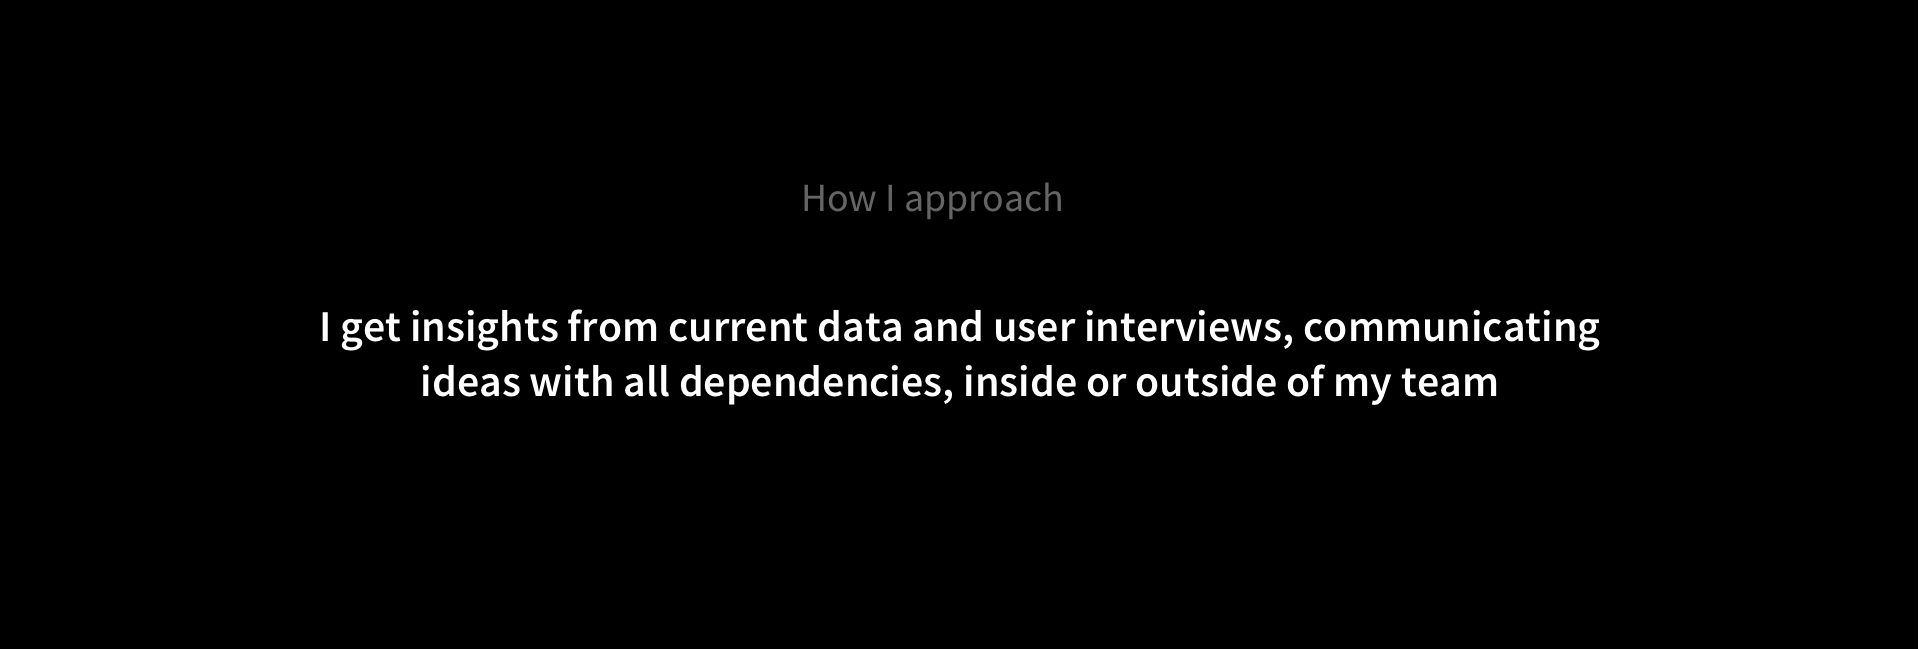 How I approach
I get insights from current data and user interviews, communicating
ideas with all dependencies, inside or outside of my team